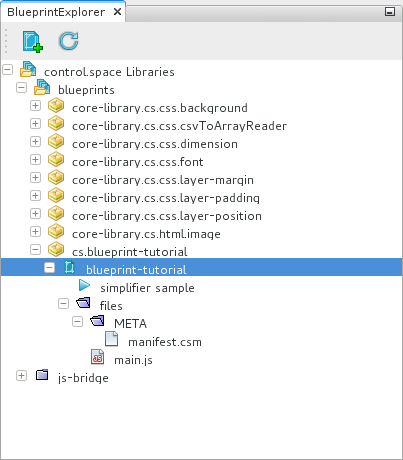 BlueprintExplorer
control.space Libraries
blueprints
core-library.cs.css.background
core-library.cs.css.csvToArrayReader
core-library.cs.css.dimension
core-library.cs.css.font
core-library.cs.css.layer-margin
core-library.cs.css.layer-padding
core-library.cs.css.layer-position
core-library.cs.html.image
cs.blueprint-tutorial
blueprint-tutorial
simplifier sample
files
META
manifest.csm
main.js
js-bridge